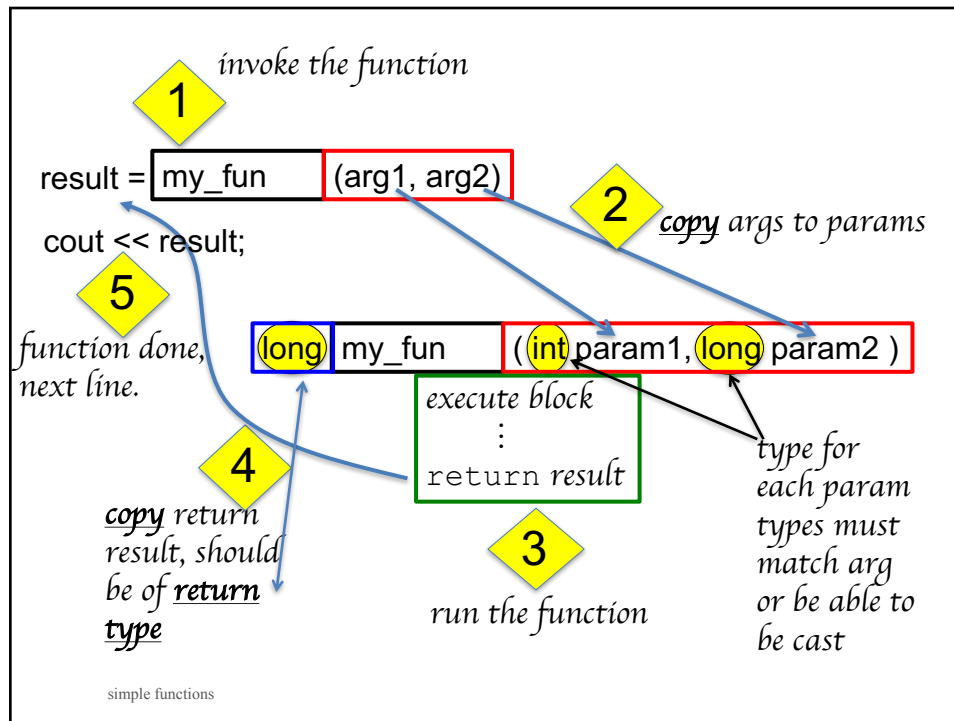 invoke the function
1
result = my_fun (arg1, arg2)
2
copy args to params
cout << result;
5
function done,
next line.
long my_fun ( int param1, long param2 )
execute block
⋮
return result
4
copy return
result, should
be of return
type
3
run the function
type for
each param
types must
match arg
or be able to
be cast
simple functions